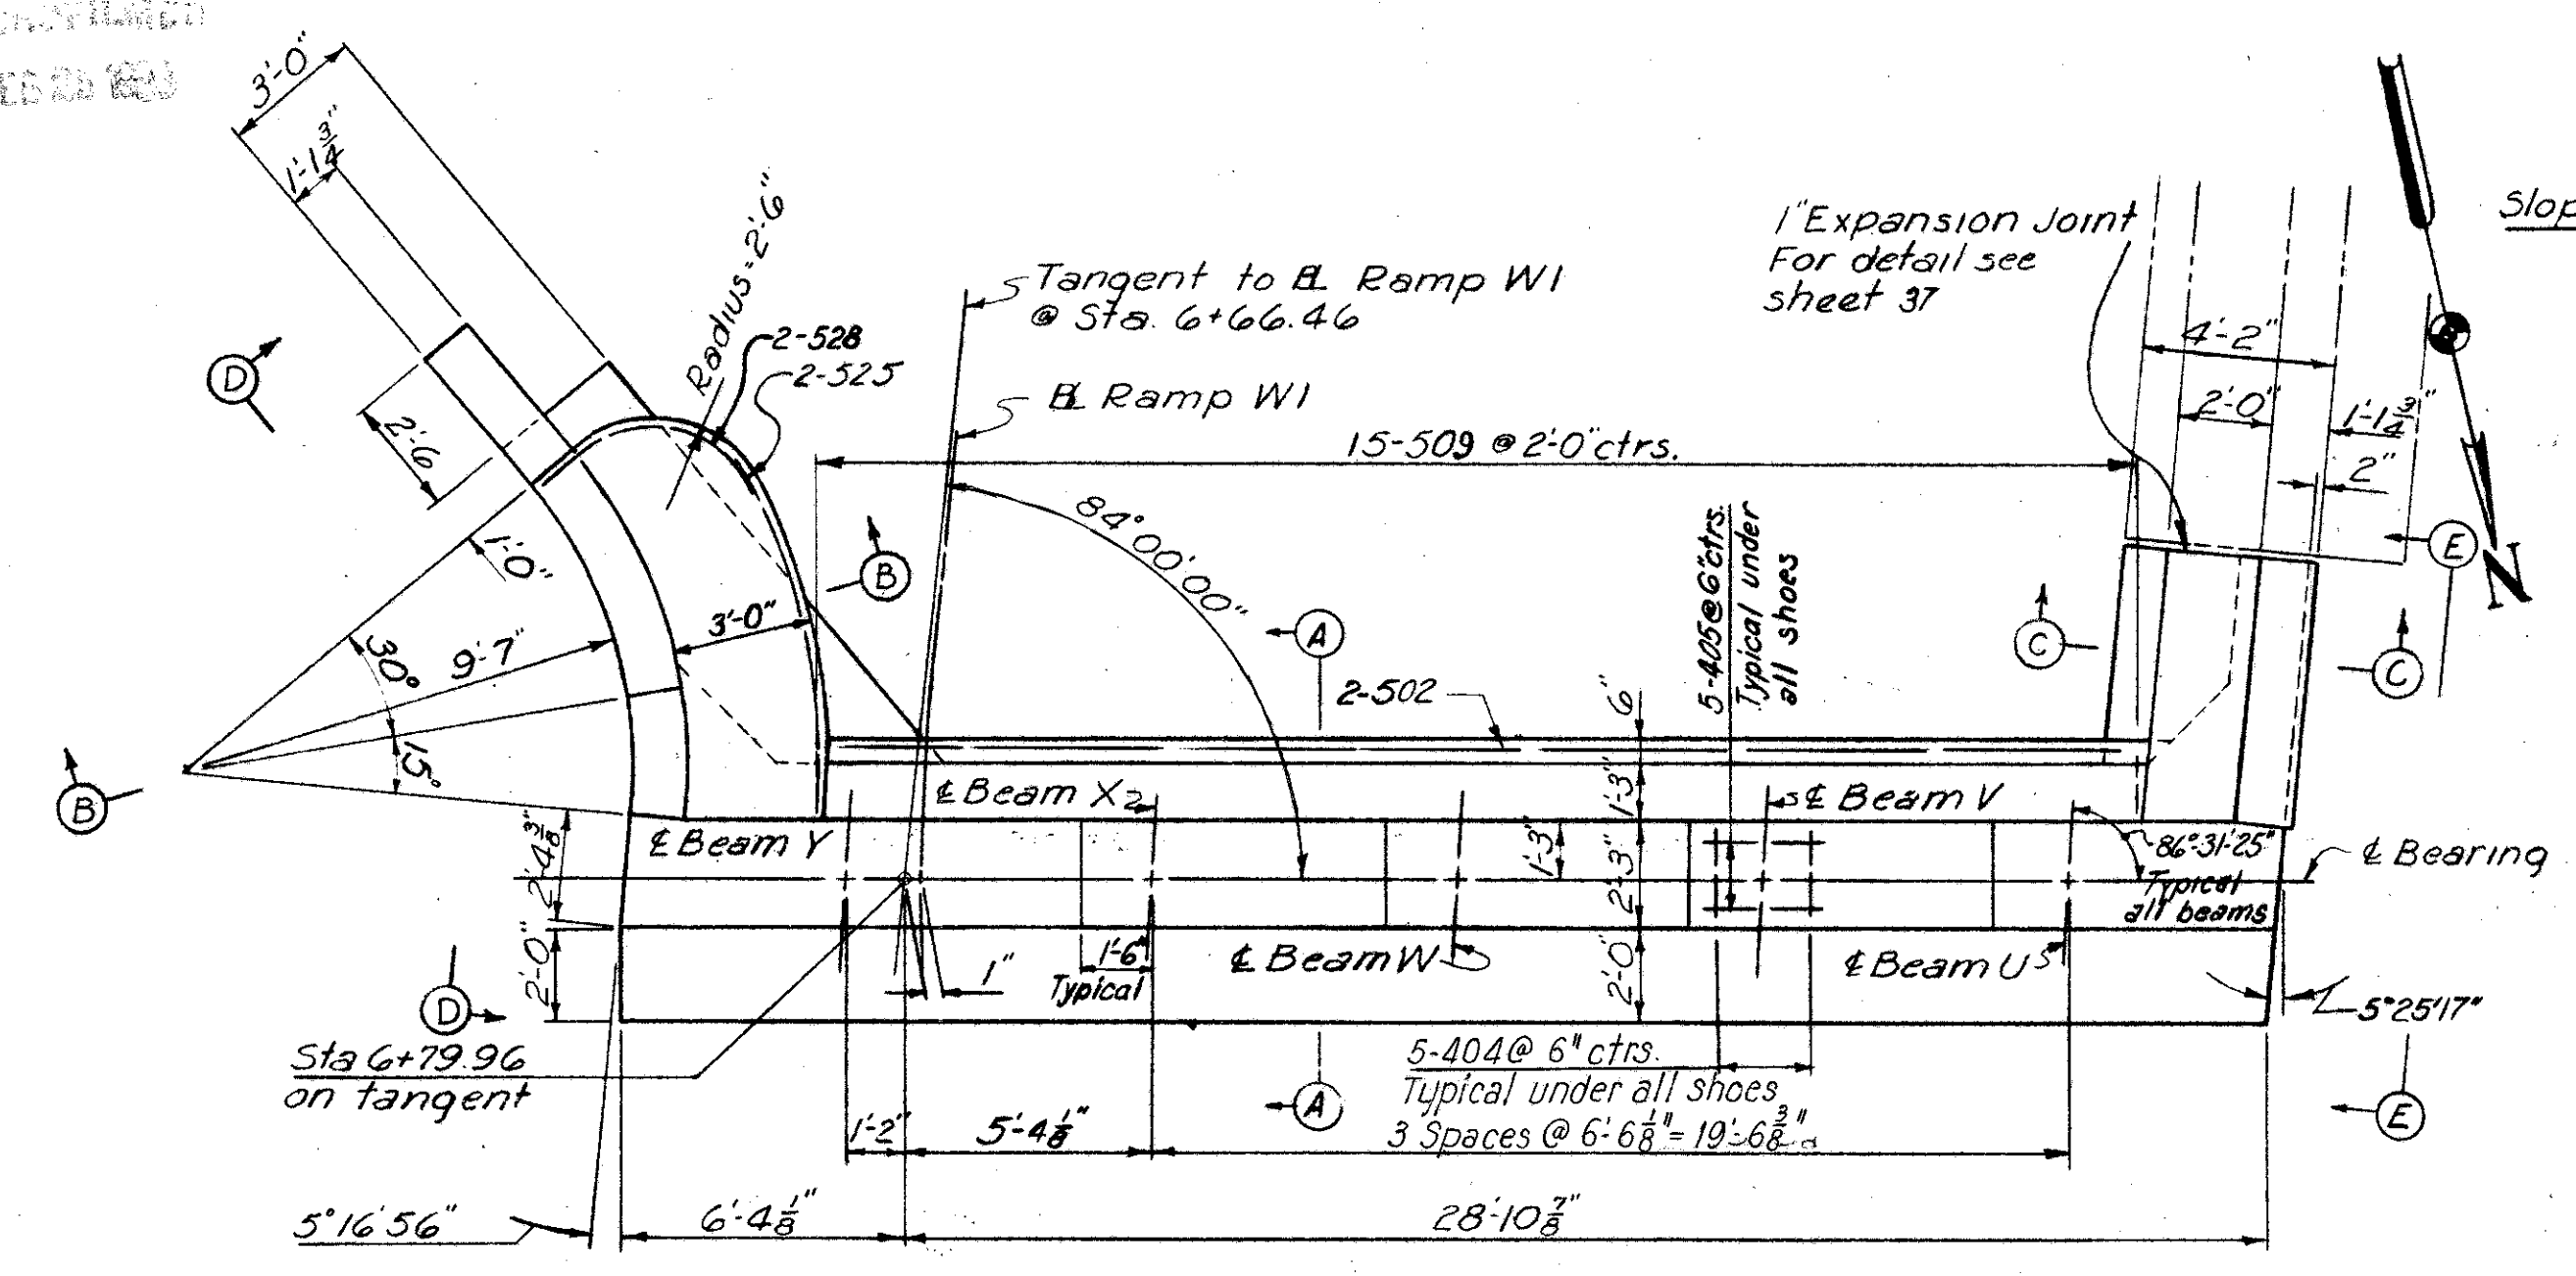 3'-0"
1'-1 3/4"
Radius=2'-6"
2-528
2-525
Tangent to BL Ramp W1
@ Sta. 6+66.46
BL Ramp W1
15-509 @ 2'-0" ctrs.
1" Expansion Joint
For detail see
sheet 37
4'-2"
2'-0"
1'-1 3/4"
2"
Slop
N
D
2'-6
1'-0"
30°
9'-7"
15°
3'-0"
B
B
84°00'00"
A
2-502
6"
1'-3"
5-405@6"ctrs.
Typical under
all shoes
C
C
E
℄ Beam Y
℄ Beam X
℄ Beam V
86°-31'-25"
Typical
all beams
℄ Bearing
2'-4 3/8"
2'-0"
1'-3"
2'-3"
2'-0"
1"
1'-6"
Typical
℄ Beam W
℄ Beam U
5°25'17"
D
Sta 6+79.96
on tangent
5-404@ 6" ctrs.
Typical under all shoes
3 Spaces @ 6'-6 1/8" = 19'-6 3/8"
1'-2"
5'-4 1/8"
A
E
5°16'56"
6'-4 1/8"
28'-10 7/8"